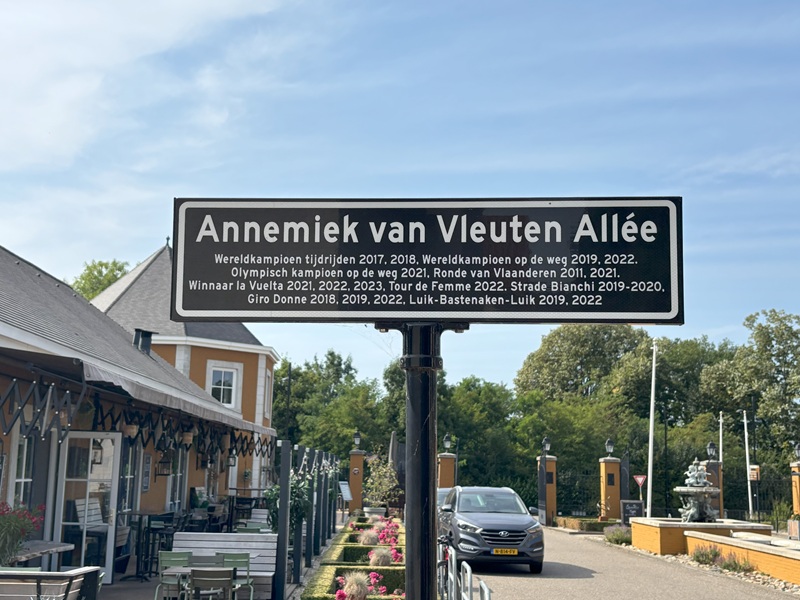 Annemiek van Vleuten Allée
Wereldkampioen tijdrijden 2017, 2018, Wereldkampioen op de weg 2019, 2022.
Olympisch kampioen op de weg 2021, Ronde van Vlaanderen 2011, 2021.
Winnaar la Vuelta 2021, 2022, 2023, Tour de Femme 2022. Strade Bianchi 2019-2020,
Giro Donne 2018, 2019, 2022, Luik-Bastenaken-Luik 2019, 2022